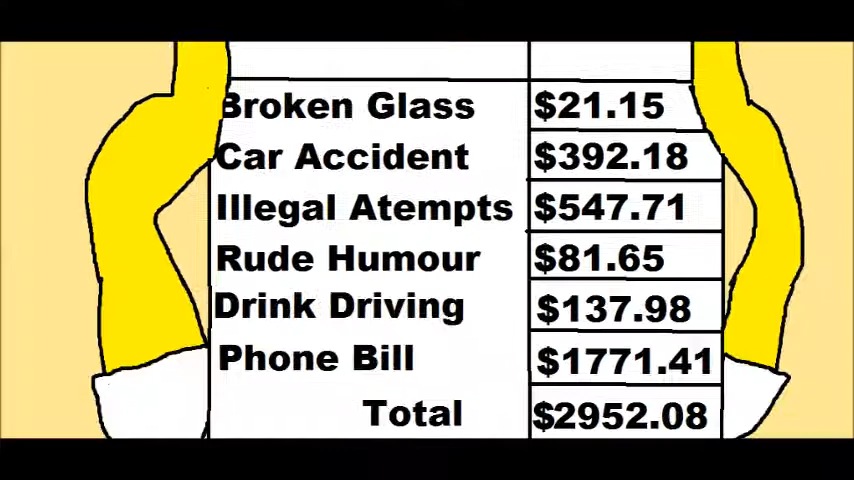 Broken Glass $21.15
Car Accident $392.18
Illegal Atempts $547.71
Rude Humour $81.65
Drink Driving $137.98
Phone Bill $1771.41
Total $2952.08